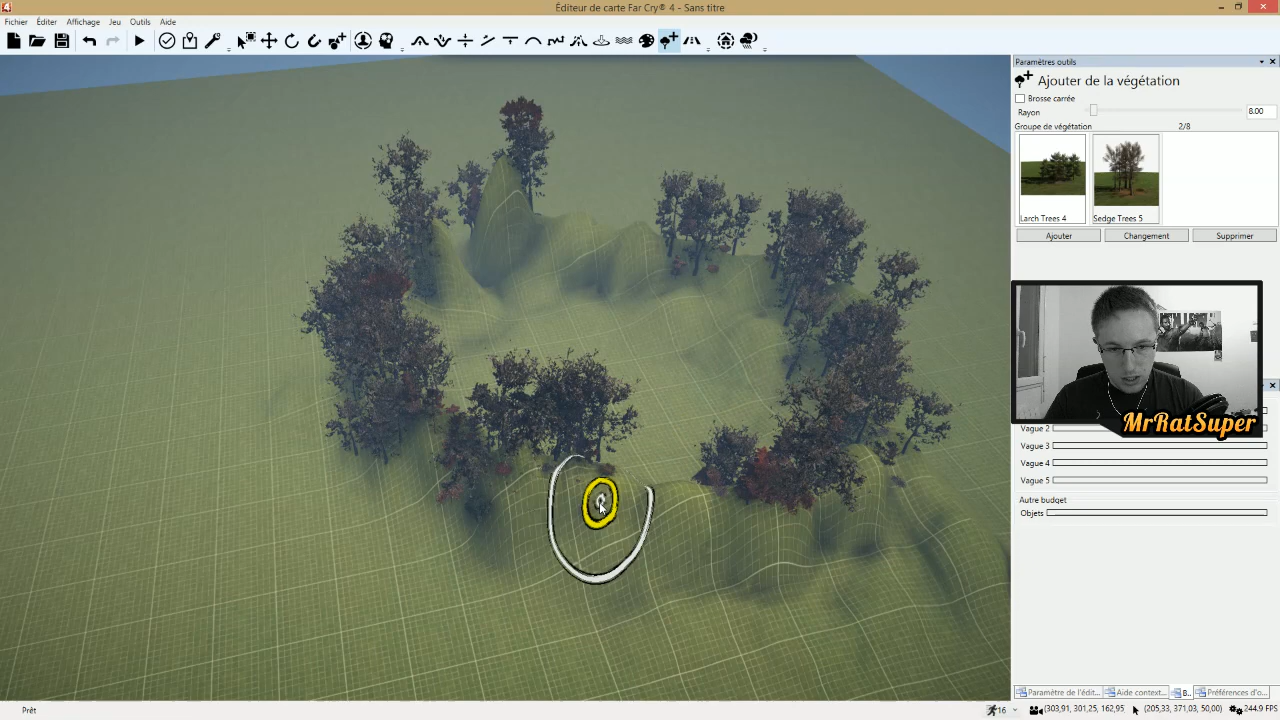 Éditeur de carte Far Cry® 4 - Sans titre
Fichier Éditer Affichage Jeu Outils Aide
Paramètres outils
Ajouter de la végétation
Brosse carrée
Rayon 8.00
Groupe de végétation 2/8
Larch Trees 4 Sedge Trees 5
Ajouter Changement Supprimer
MrRatSuper
Vague 2
Vague 3
Vague 4
Vague 5
Autre budget
Objets
Paramètre de l'édit... Aide context... B.. Préférences d'o...
Prêt 16 (303,91, 301,25, 162,95) (205,33, 371,03, 50,00) 244.9 FPS